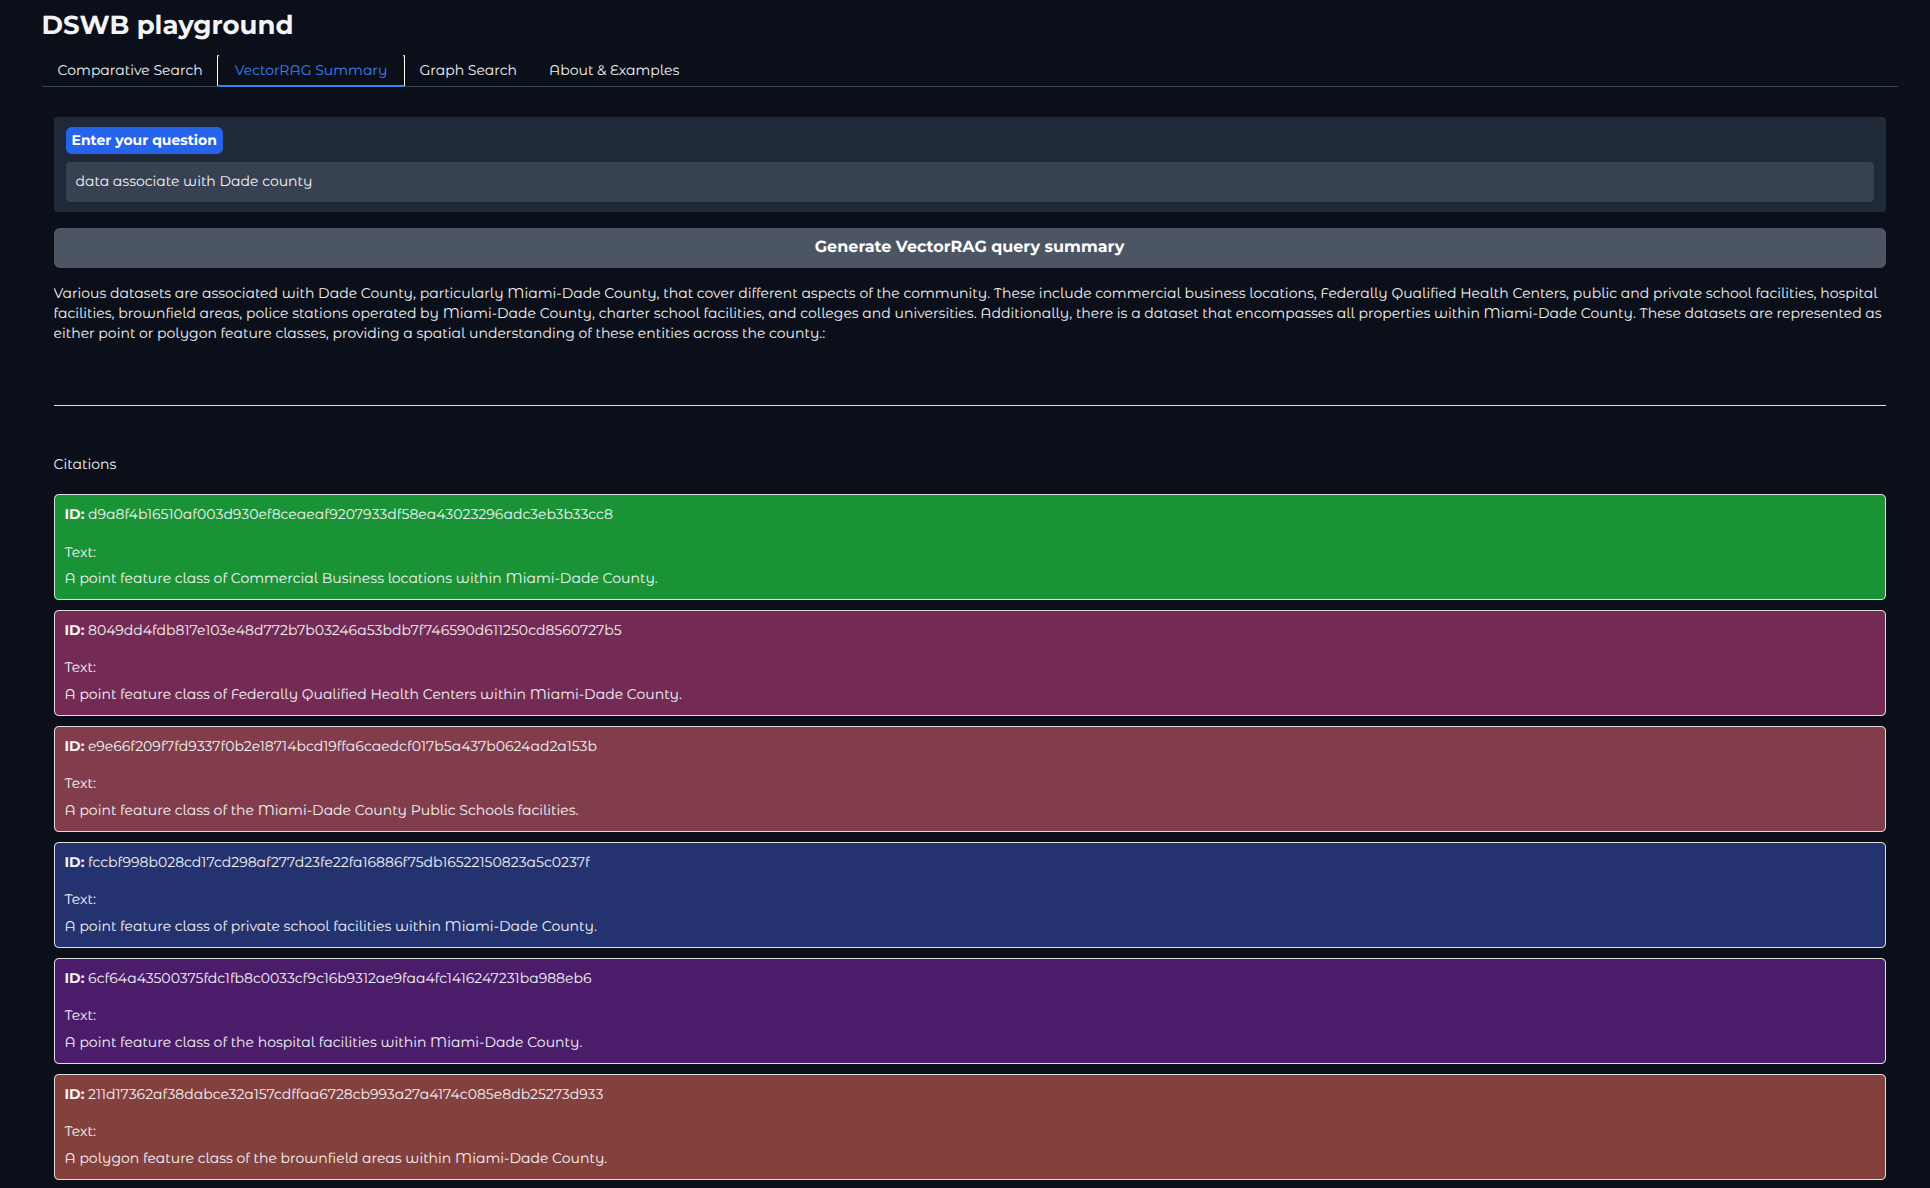 DSWB playground
Comparative Search VectorRAG Summary Graph Search About & Examples
Enter your question
data associate with Dade county
Generate VectorRAG query summary
Various datasets are associated with Dade County, particularly Miami-Dade County, that cover different aspects of the community. These include commercial business locations, Federally Qualified Health Centers, public and private school facilities, hospital
facilities, brownfield areas, police stations operated by Miami-Dade County, charter school facilities, and colleges and universities. Additionally, there is a dataset that encompasses all properties within Miami-Dade County. These datasets are represented as
either point or polygon feature classes, providing a spatial understanding of these entities across the county.:
Citations
ID: d9a8f4b16510af003d930ef8ceaeaf9207933df58ea43023296adc3eb3b33cc8
Text:
A point feature class of Commercial Business locations within Miami-Dade County.
ID: 8049dd4fdb817e103e48d772b7b03246a53bdb7f746590d611250cd8560727b5
Text:
A point feature class of Federally Qualified Health Centers within Miami-Dade County.
ID: e9e66f209f7fd9337f0b2e18714bcd19ffa6caedcf017b5a437b0624ad2a153b
Text:
A point feature class of the Miami-Dade County Public Schools facilities.
ID: fccbf998b028cd17cd298af277d23fe22fa16886f75db16522150823a5c0237f
Text:
A point feature class of private school facilities within Miami-Dade County.
ID: 6cf64a43500375fdc1fb8c0033cf9c16b9312ae9faa4fc1416247231ba988eb6
Text:
A point feature class of the hospital facilities within Miami-Dade County.
ID: 211d17362af38dabce32a157cdffaa6728cb993a27a4174c085e8db25273d933
Text:
A polygon feature class of the brownfield areas within Miami-Dade County.